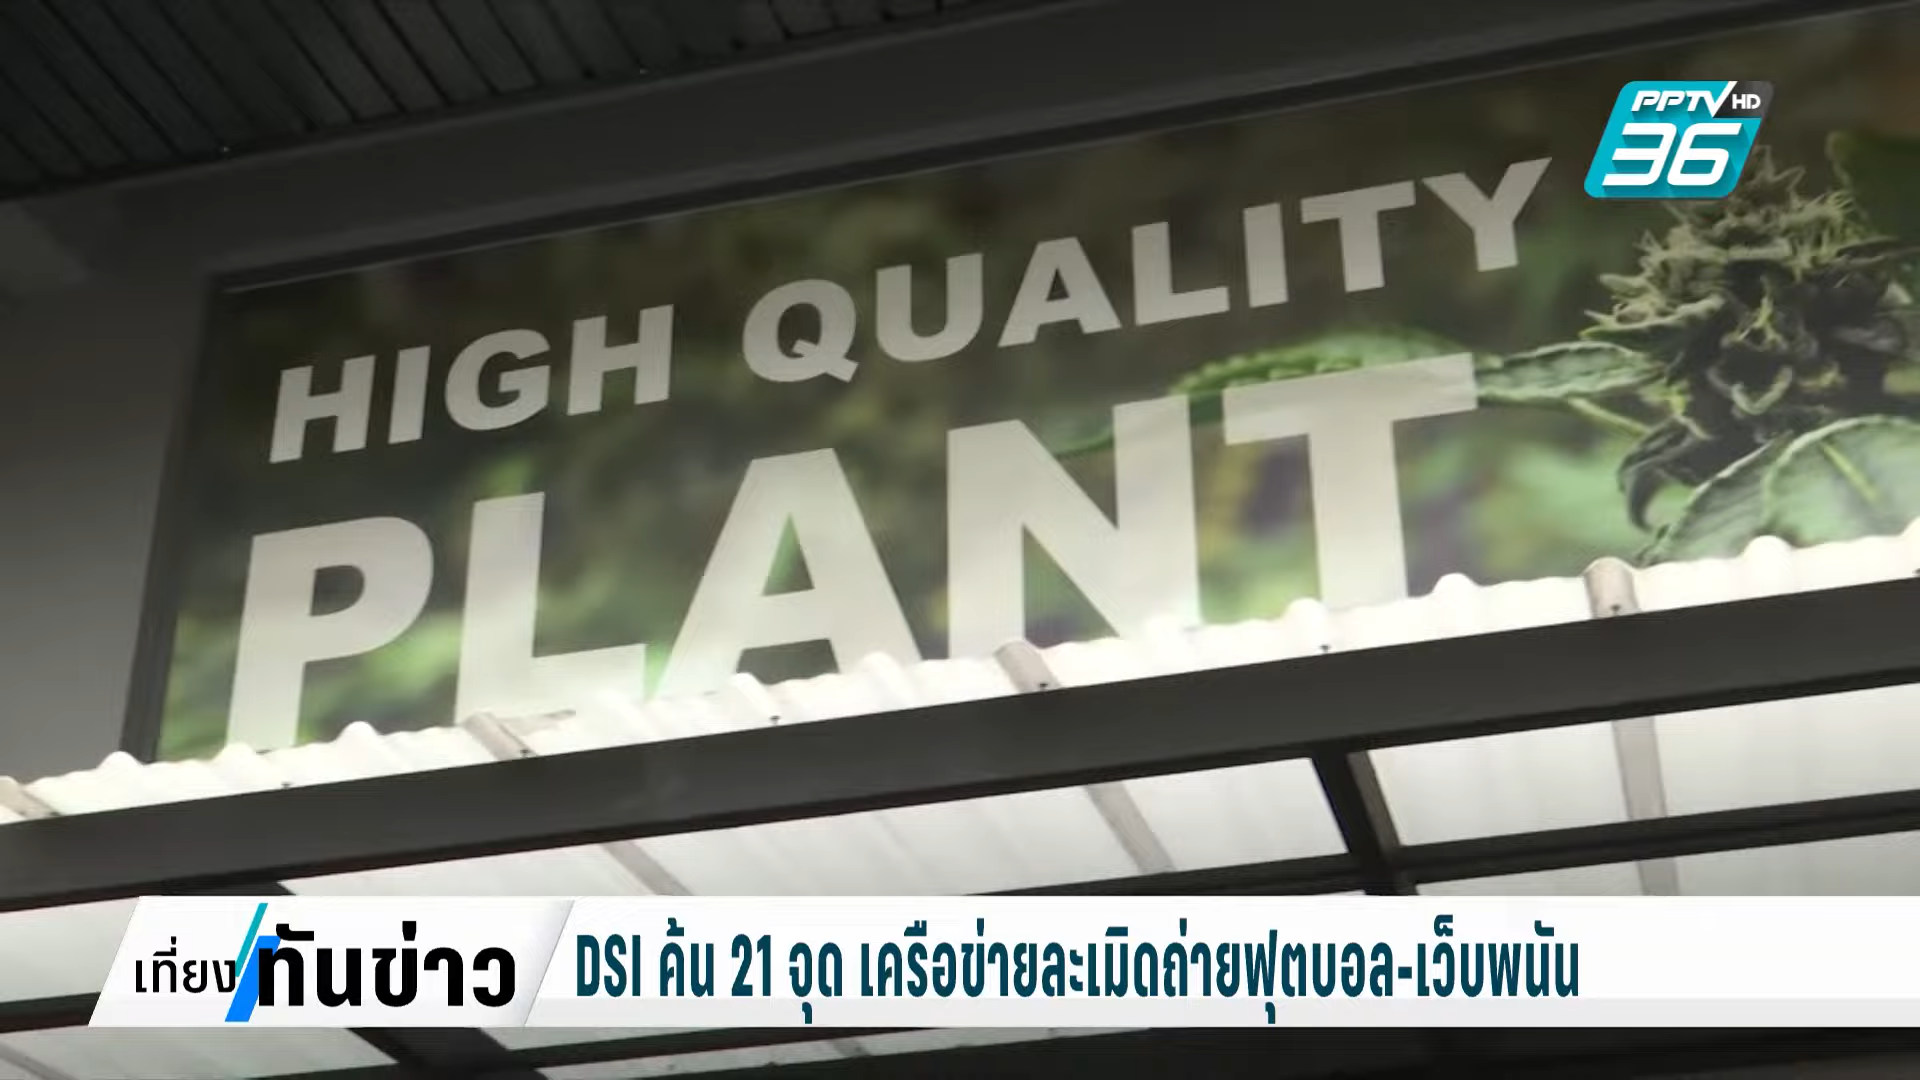 PPTV HD
36
HIGH QUALITY
PLANT
เที่ยงทันข่าว
DSI ค้น 21 จุด เครือข่ายละเมิดถ่ายฟุตบอล-เว็บพนัน